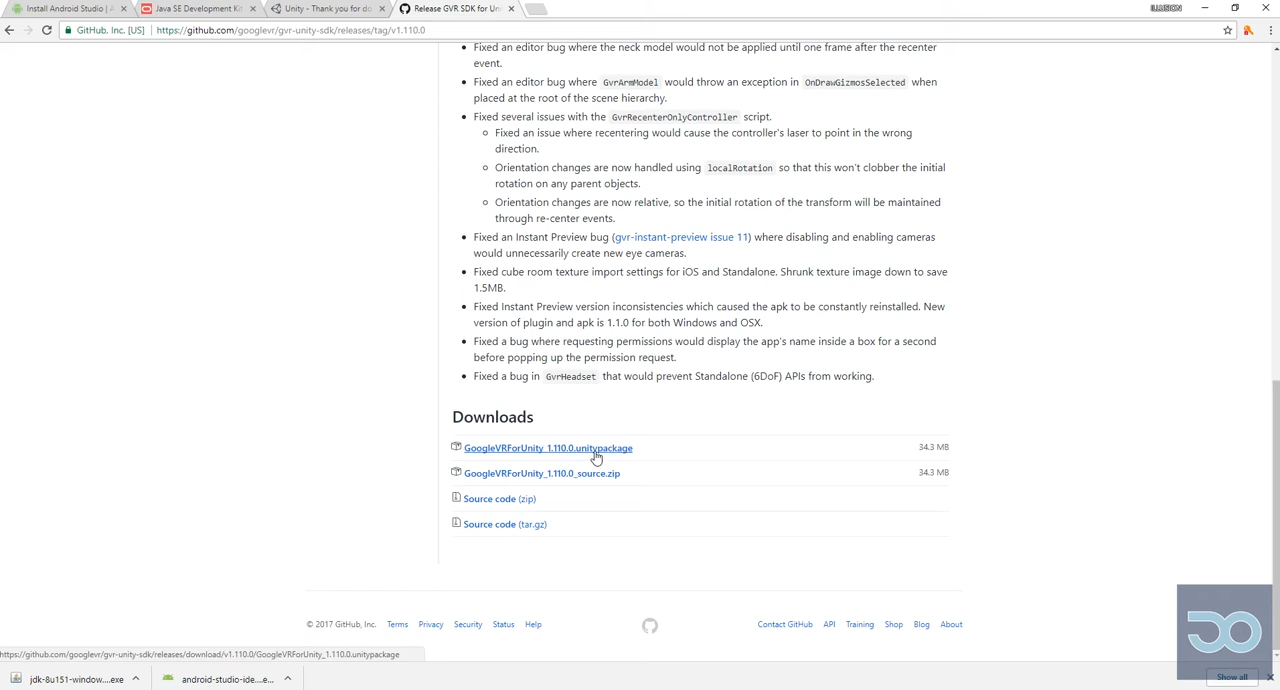 Install Android Studio | A
Java SE Development Kit
Unity - Thank you for do
Release GVR SDK for Uni
ILLUSION
GitHub, Inc. [US]
https://github.com/googlevr/gvr-unity-sdk/releases/tag/v1.110.0
Fixed an editor bug where the neck model would not be applied until one frame after the recenter
event.
Fixed an editor bug where GvrArmModel would throw an exception in OnDrawGizmosSelected when
placed at the root of the scene hierarchy.
Fixed several issues with the GvrRecenterOnlyController script.
Fixed an issue where recentering would cause the controller's laser to point in the wrong
direction.
Orientation changes are now handled using localRotation so that this won't clobber the initial
rotation on any parent objects.
Orientation changes are now relative, so the initial rotation of the transform will be maintained
through re-center events.
Fixed an Instant Preview bug (gvr-instant-preview issue 11) where disabling and enabling cameras
would unnecessarily create new eye cameras.
Fixed cube room texture import settings for iOS and Standalone. Shrunk texture image down to save
1.5MB.
Fixed Instant Preview version inconsistencies which caused the apk to be constantly reinstalled. New
version of plugin and apk is 1.1.0 for both Windows and OSX.
Fixed a bug where requesting permissions would display the app's name inside a box for a second
before popping up the permission request.
Fixed a bug in GvrHeadset that would prevent Standalone (6DoF) APIs from working.
Downloads
GoogleVRForUnity_1.110.0.unitypackage 34.3 MB
GoogleVRForUnity_1.110.0_source.zip 34.3 MB
Source code (zip)
Source code (tar.gz)
© 2017 GitHub, Inc. Terms Privacy Security Status Help Contact GitHub API Training Shop Blog About
https://github.com/googlevr/gvr-unity-sdk/releases/download/v1.110.0/GoogleVRForUnity_1.110.0.unitypackage
jdk-8u151-window....exe
android-studio-ide....e...
Show all